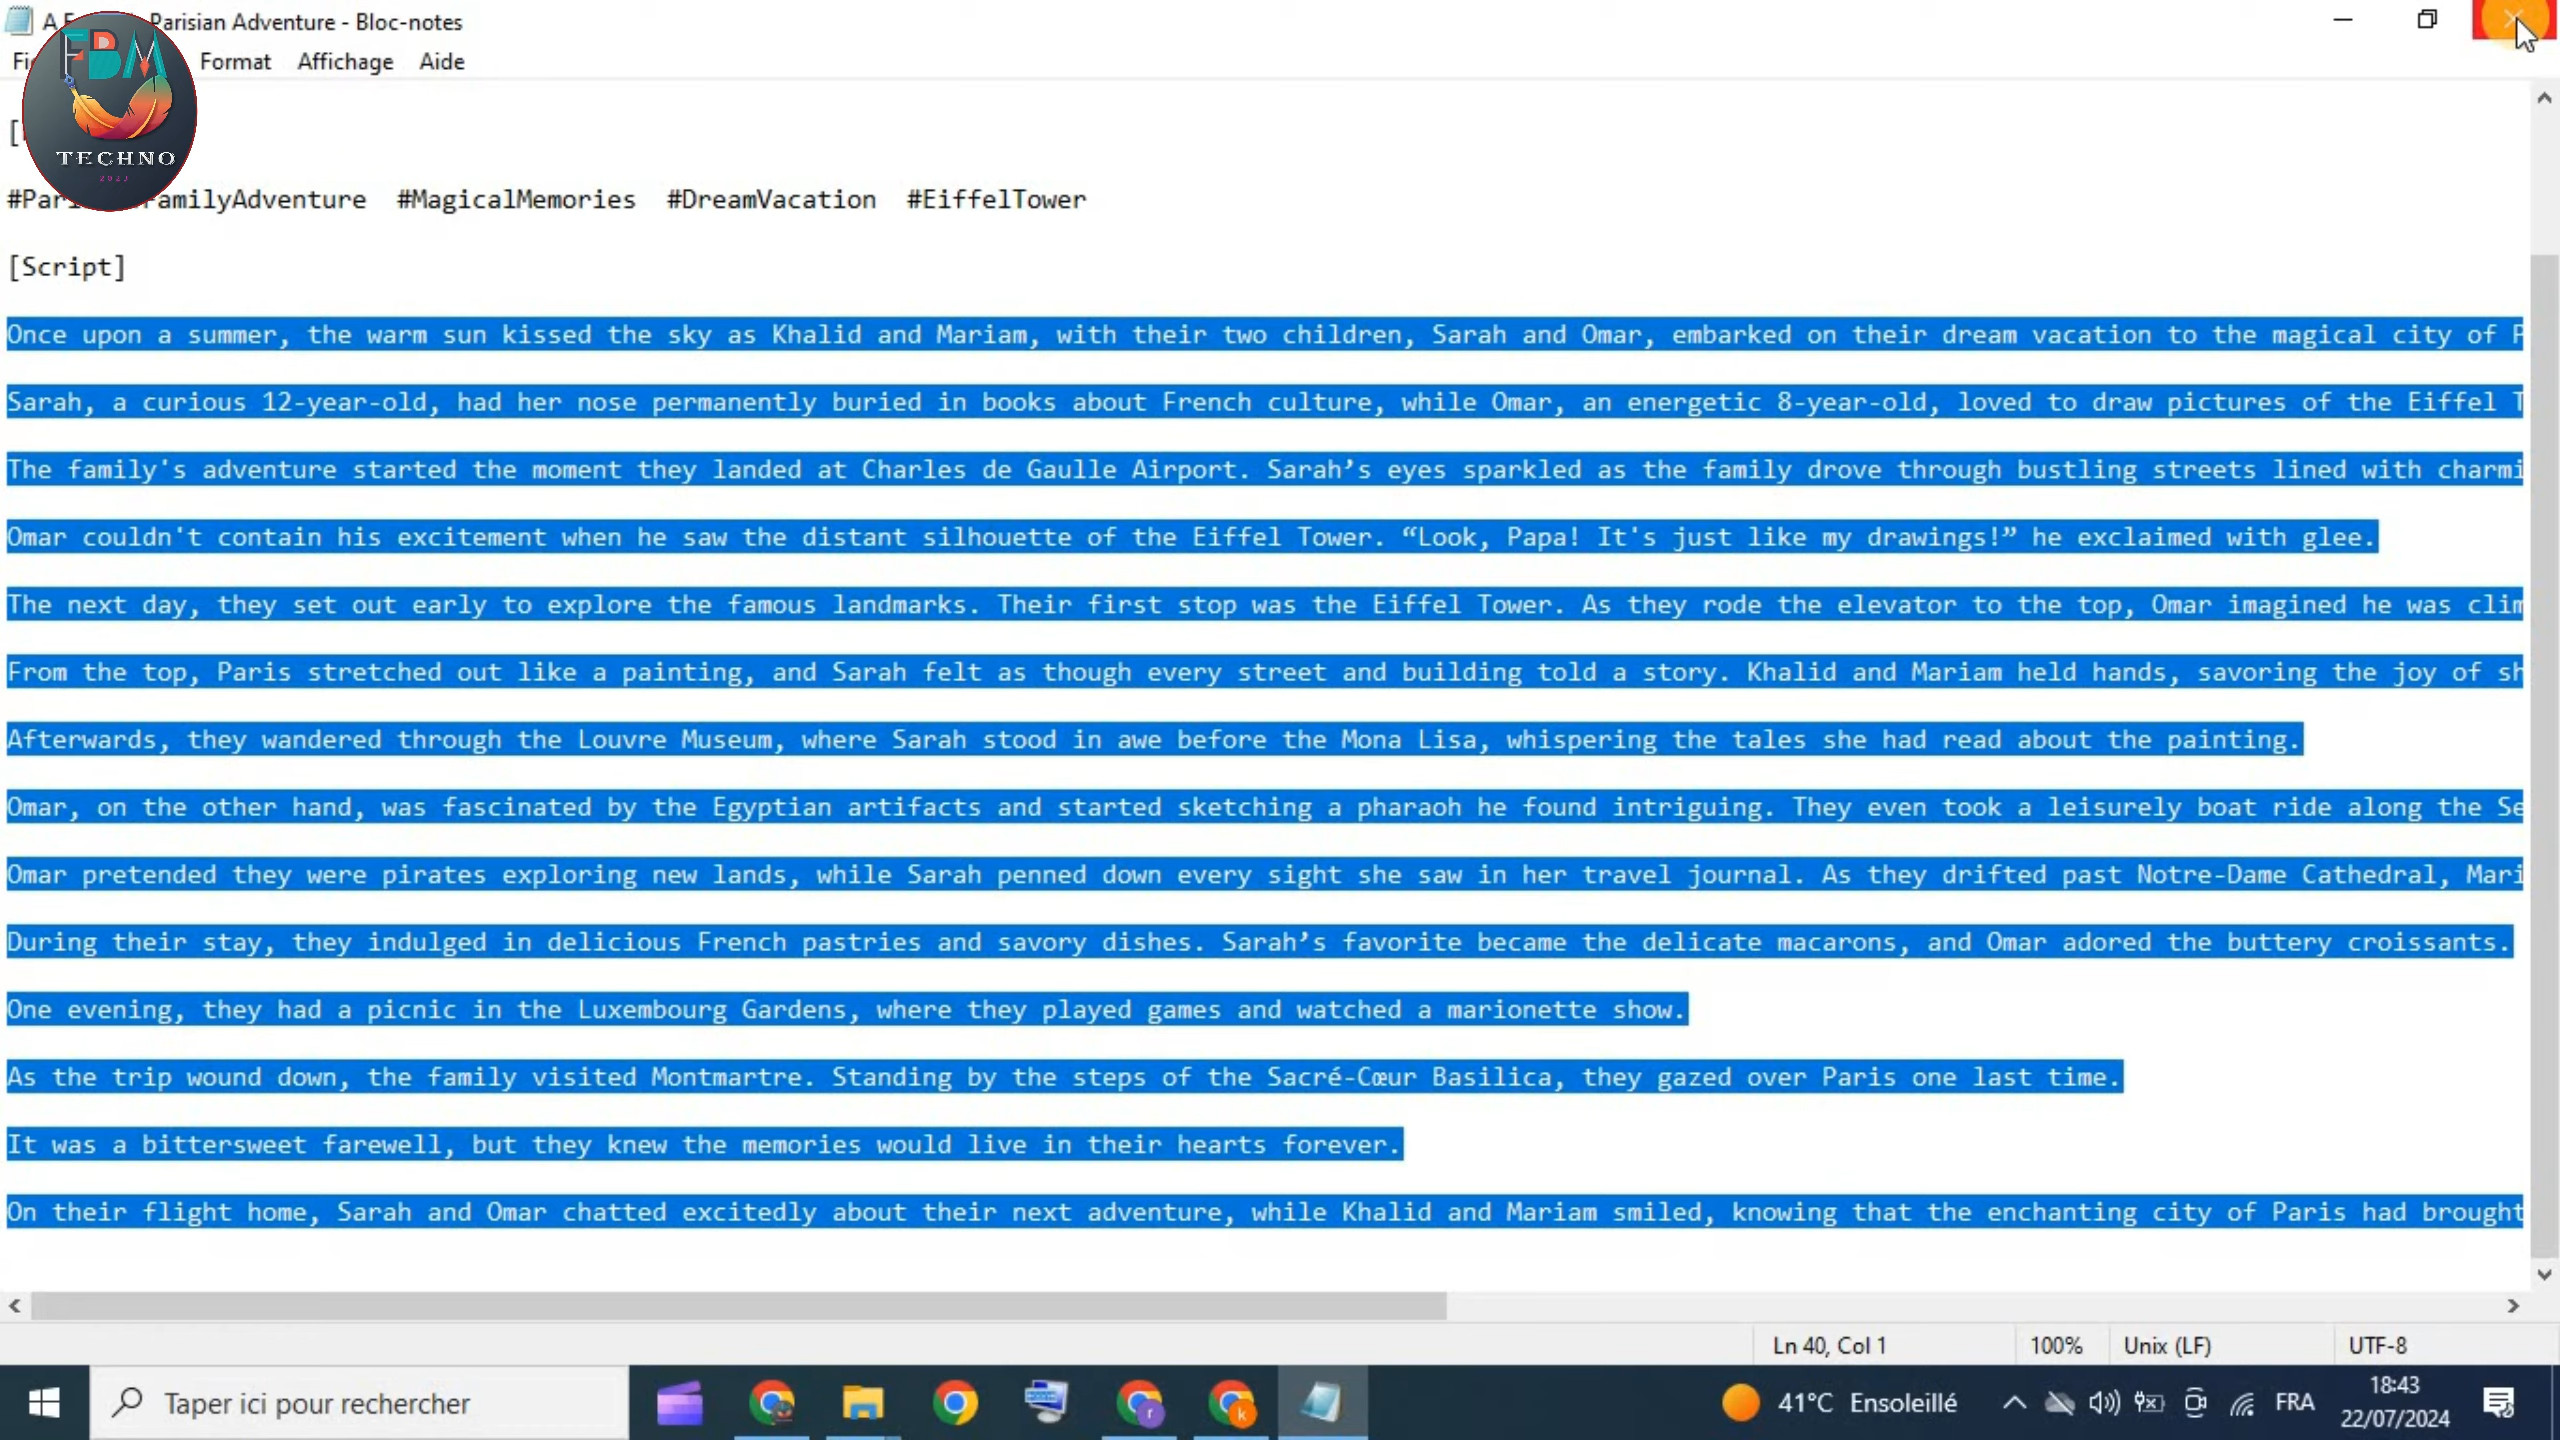 A Parisian Adventure - Bloc-notes
Format Affichage Aide
[
#Pari FamilyAdventure #MagicalMemories #DreamVacation #EiffelTower
[Script]
Once upon a summer, the warm sun kissed the sky as Khalid and Mariam, with their two children, Sarah and Omar, embarked on their dream vacation to the magical city of P
Sarah, a curious 12-year-old, had her nose permanently buried in books about French culture, while Omar, an energetic 8-year-old, loved to draw pictures of the Eiffel T
The family's adventure started the moment they landed at Charles de Gaulle Airport. Sarah’s eyes sparkled as the family drove through bustling streets lined with charmi
Omar couldn't contain his excitement when he saw the distant silhouette of the Eiffel Tower. “Look, Papa! It's just like my drawings!” he exclaimed with glee.
The next day, they set out early to explore the famous landmarks. Their first stop was the Eiffel Tower. As they rode the elevator to the top, Omar imagined he was clim
From the top, Paris stretched out like a painting, and Sarah felt as though every street and building told a story. Khalid and Mariam held hands, savoring the joy of sh
Afterwards, they wandered through the Louvre Museum, where Sarah stood in awe before the Mona Lisa, whispering the tales she had read about the painting.
Omar, on the other hand, was fascinated by the Egyptian artifacts and started sketching a pharaoh he found intriguing. They even took a leisurely boat ride along the Se
Omar pretended they were pirates exploring new lands, while Sarah penned down every sight she saw in her travel journal. As they drifted past Notre-Dame Cathedral, Mari
During their stay, they indulged in delicious French pastries and savory dishes. Sarah’s favorite became the delicate macarons, and Omar adored the buttery croissants.
One evening, they had a picnic in the Luxembourg Gardens, where they played games and watched a marionette show.
As the trip wound down, the family visited Montmartre. Standing by the steps of the Sacré-Cœur Basilica, they gazed over Paris one last time.
It was a bittersweet farewell, but they knew the memories would live in their hearts forever.
On their flight home, Sarah and Omar chatted excitedly about their next adventure, while Khalid and Mariam smiled, knowing that the enchanting city of Paris had brought
Ln 40, Col 1 100% Unix (LF) UTF-8
Taper ici pour rechercher
41°C Ensoleillé
FRA
18:43
22/07/2024
FBM
TECHNO
2023
r
k